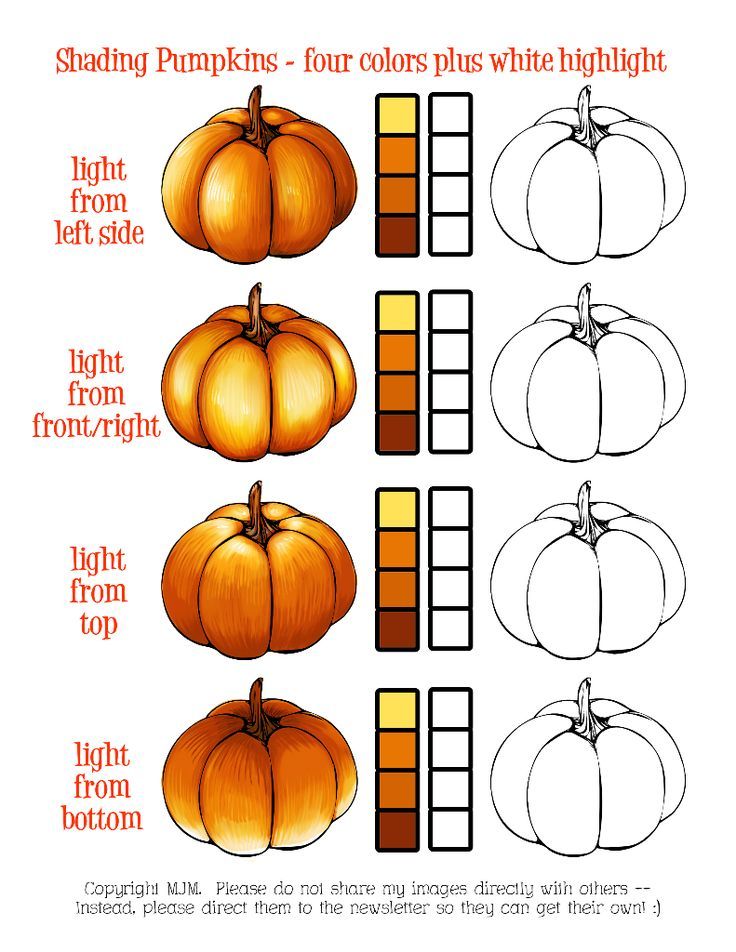 Shading Pumpkins - four colors plus white highlight
light
from
left side
light
from
front/right
light
from
top
light
from
bottom
Copyright MJM. Please do not share my images directly with others --
Instead, please direct them to the newsletter so they can get their own! :)